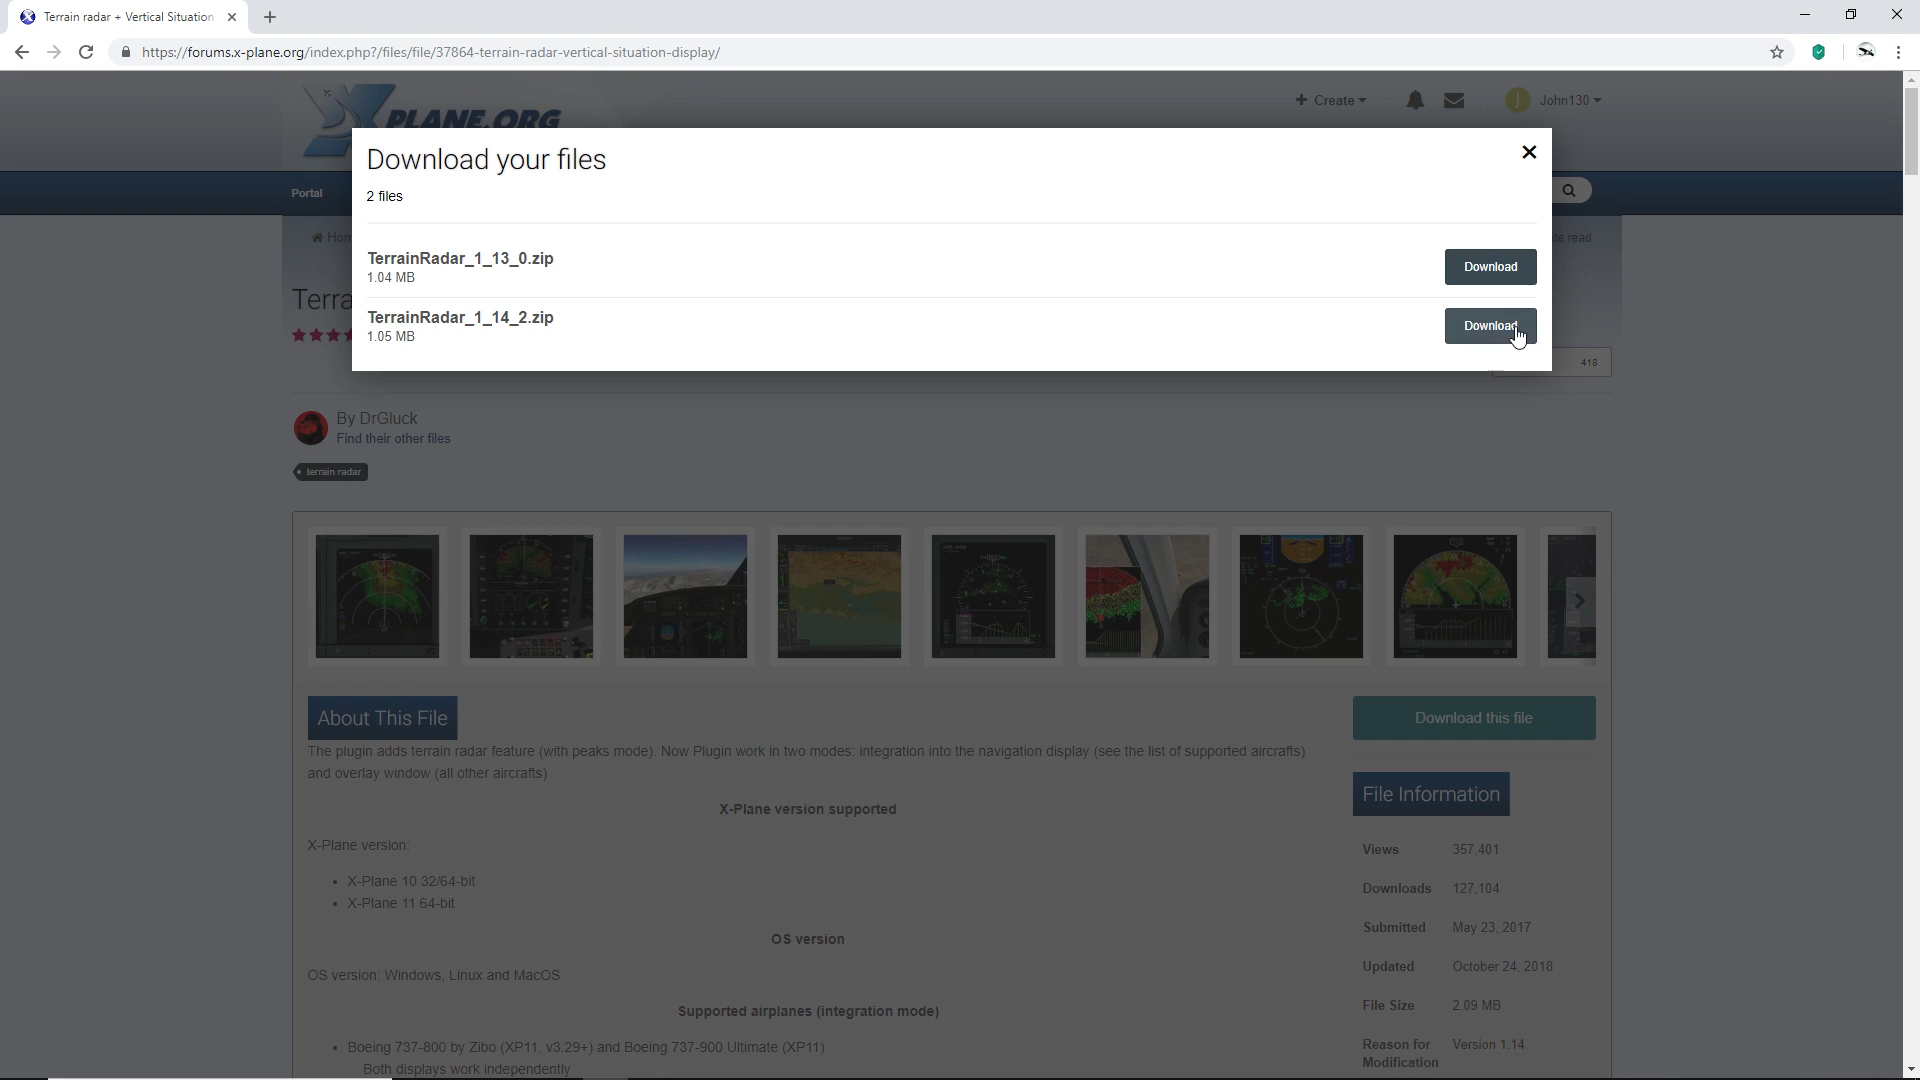 Terrain radar + Vertical Situation
https://forums.x-plane.org/index.php?/files/file/37864-terrain-radar-vertical-situation-display/
PLANE.ORG
+ Create
J John130
Download your files
2 files
Portal
Hom
te read
TerrainRadar_1_13_0.zip
1.04 MB
Download
TerrainRadar_1_14_2.zip
1.05 MB
Download
Terra
418
By DrGluck
Find their other files
terrain radar
About This File
Download this file
The plugin adds terrain radar feature (with peaks mode). Now Plugin work in two modes: integration into the navigation display (see the list of supported aircrafts)
and overlay window (all other aircrafts)
X-Plane version supported
X-Plane version:
• X-Plane 10 32/64-bit
• X-Plane 11 64-bit
OS version
OS version: Windows, Linux and MacOS
Supported airplanes (integration mode)
• Boeing 737-800 by Zibo (XP11, v3.29+) and Boeing 737-900 Ultimate (XP11)
Both displays work independently
File Information
Views 357,401
Downloads 127,104
Submitted May 23, 2017
Updated October 24, 2018
File Size 2.09 MB
Reason for Version 1.14
Modification